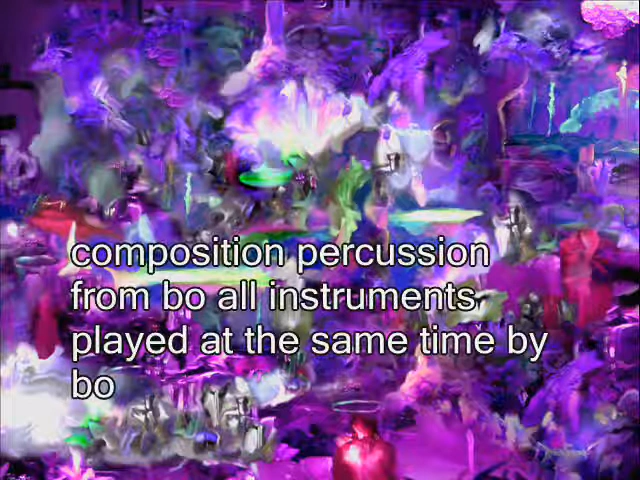 composition percussion
from bo all instruments
played at the same time by
bo